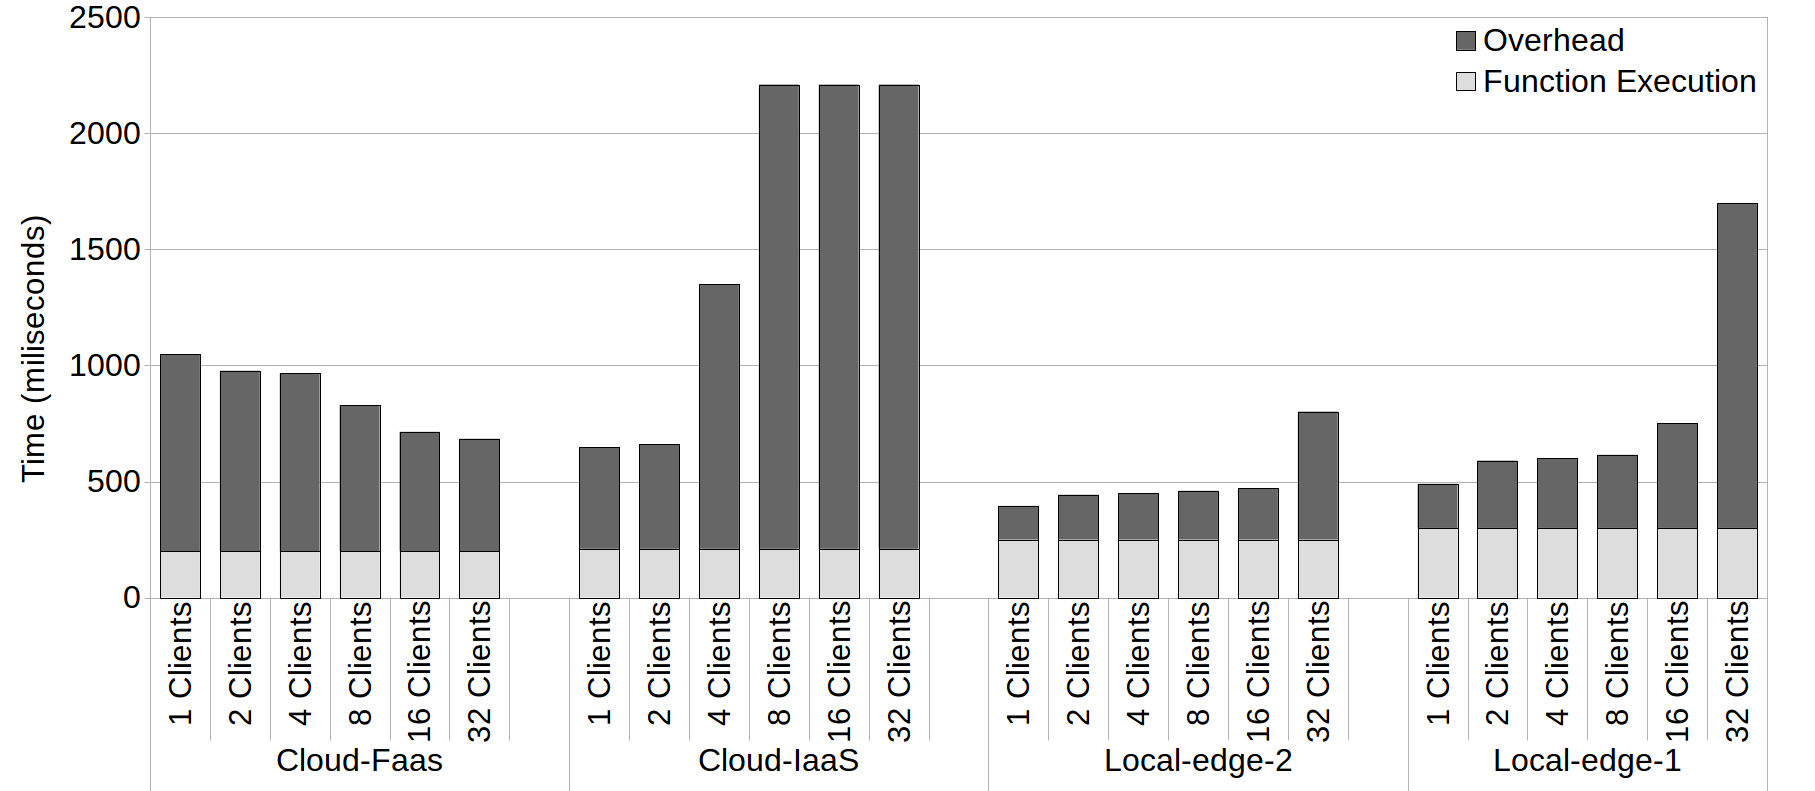 2500
2000
1500
1000
500
0
Time (miliseconds)
Overhead
Function Execution
1 Clients
2 Clients
4 Clients
8 Clients
16 Clients
32 Clients
1 Clients
2 Clients
4 Clients
8 Clients
16 Clients
32 Clients
1 Clients
2 Clients
4 Clients
8 Clients
16 Clients
32 Clients
1 Clients
2 Clients
4 Clients
8 Clients
16 Clients
32 Clients
Cloud-Faas
Cloud-IaaS
Local-edge-2
Local-edge-1